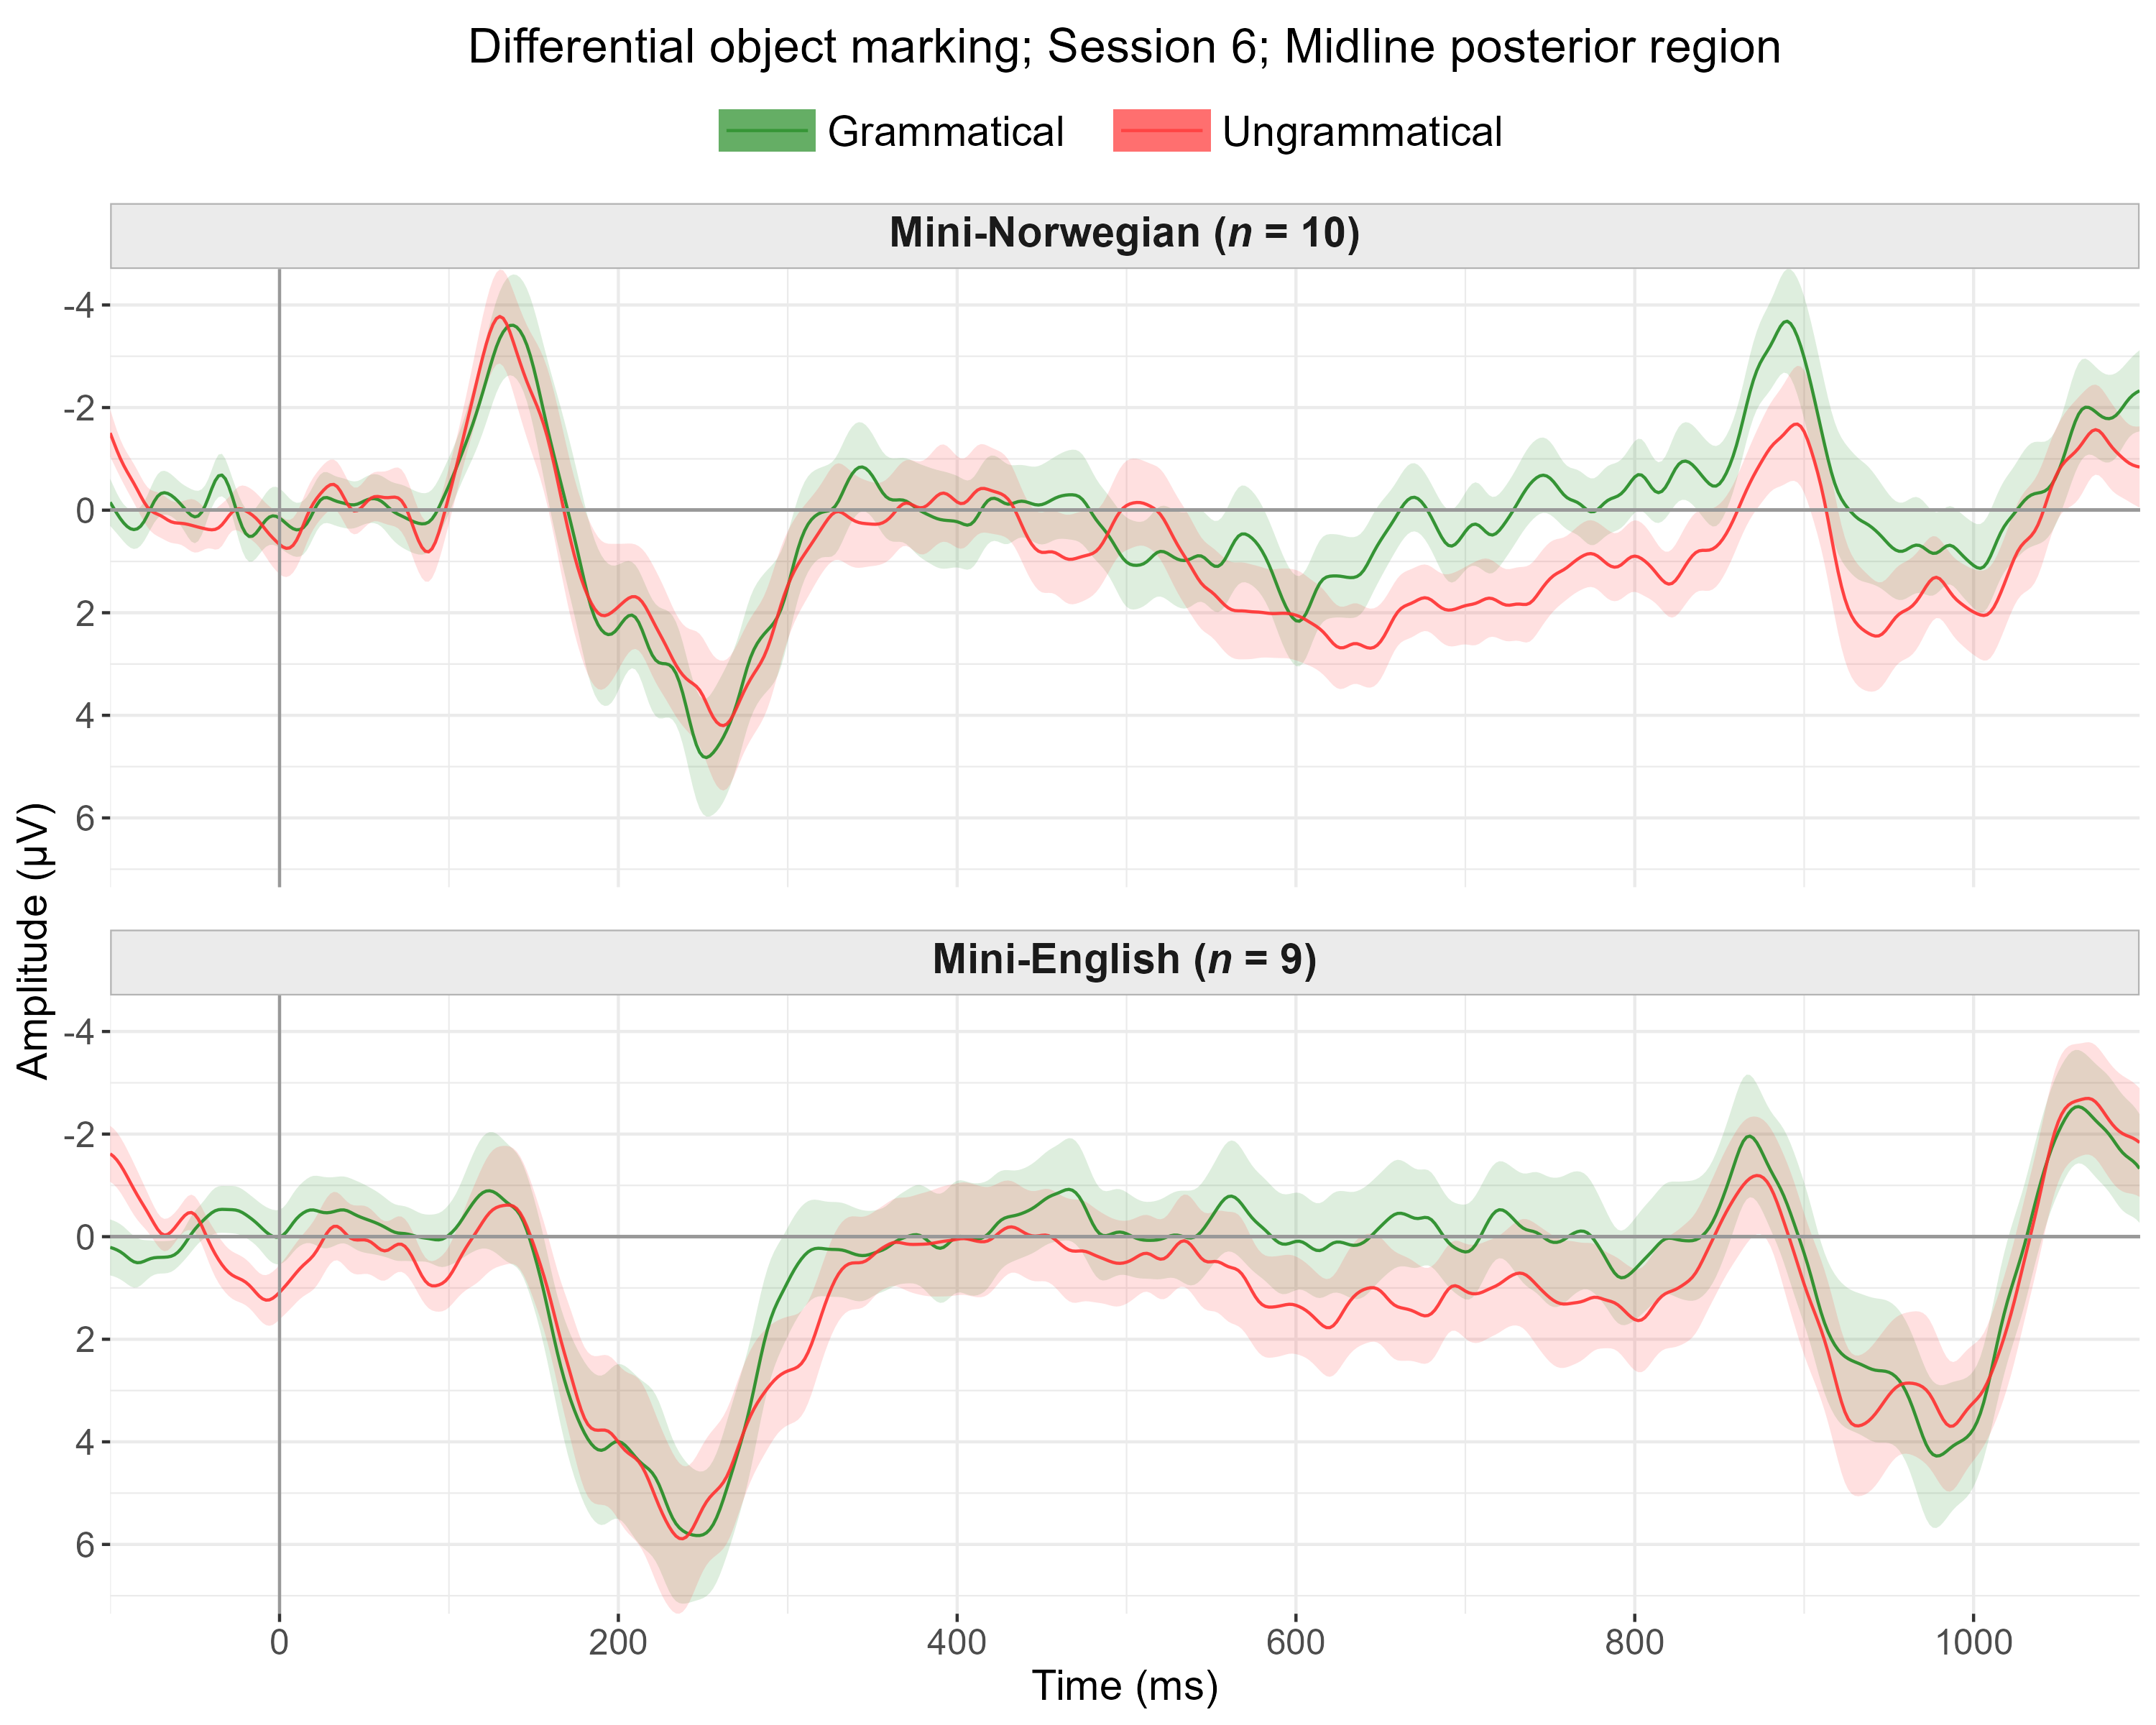 Differential object marking; Session 6; Midline posterior region
Grammatical
Ungrammatical
Mini-Norwegian (n = 10)
-4
-2
0
2
4
6
Mini-English (n = 9)
-4
-2
0
2
4
6
Amplitude (µV)
0 200 400 600 800 1000
Time (ms)